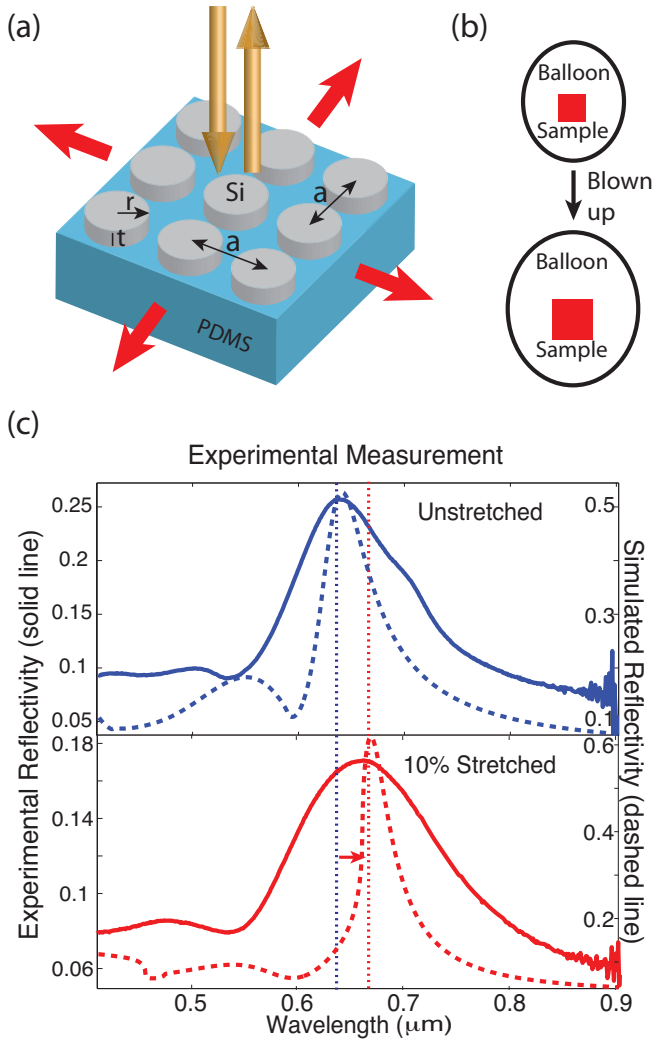 (a)
Si
r
t
a
a
PDMS
(b)
Balloon
Sample
Blown
up
Balloon
Sample
(c)
Experimental Measurement
Experimental Reflectivity (solid line)
Simulated Reflectivity (dashed line)
0.25
0.2
0.15
0.1
0.05
Unstretched
0.5
0.3
0.1
0.18
0.14
0.1
0.06
10% Stretched
0.6
0.4
0.2
0.5
0.6
0.7
0.8
0.9
Wavelength (μm)